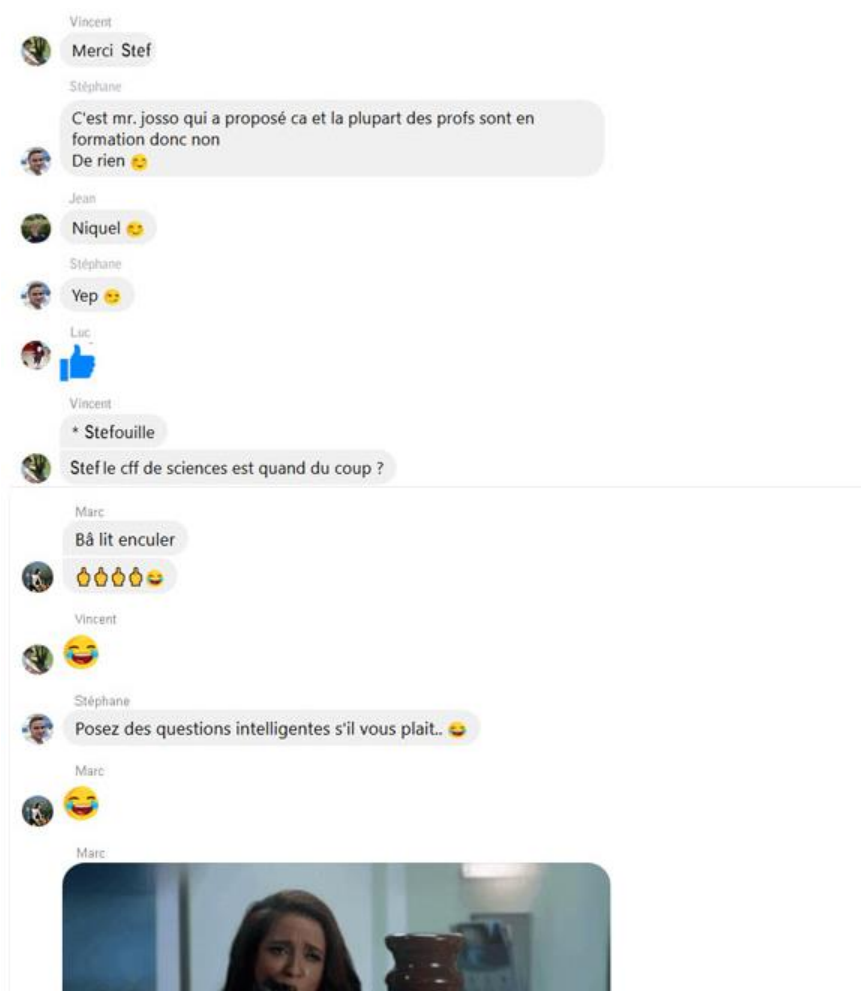 Vincent
Merci Stef
Stéphane
C'est mr. josso qui a proposé ca et la plupart des profs sont en
formation donc non
De rien 😊
Jean
Niquel 😏
Stéphane
Yep 😏
Luc
Vincent
* Stefouille
Stef le cff de sciences est quand du coup ?
Marc
Bâ lit enculer
🖕🖕🖕🖕😂
Vincent
😂
Stéphane
Posez des questions intelligentes s'il vous plait.. 😂
Marc
😂
Marc